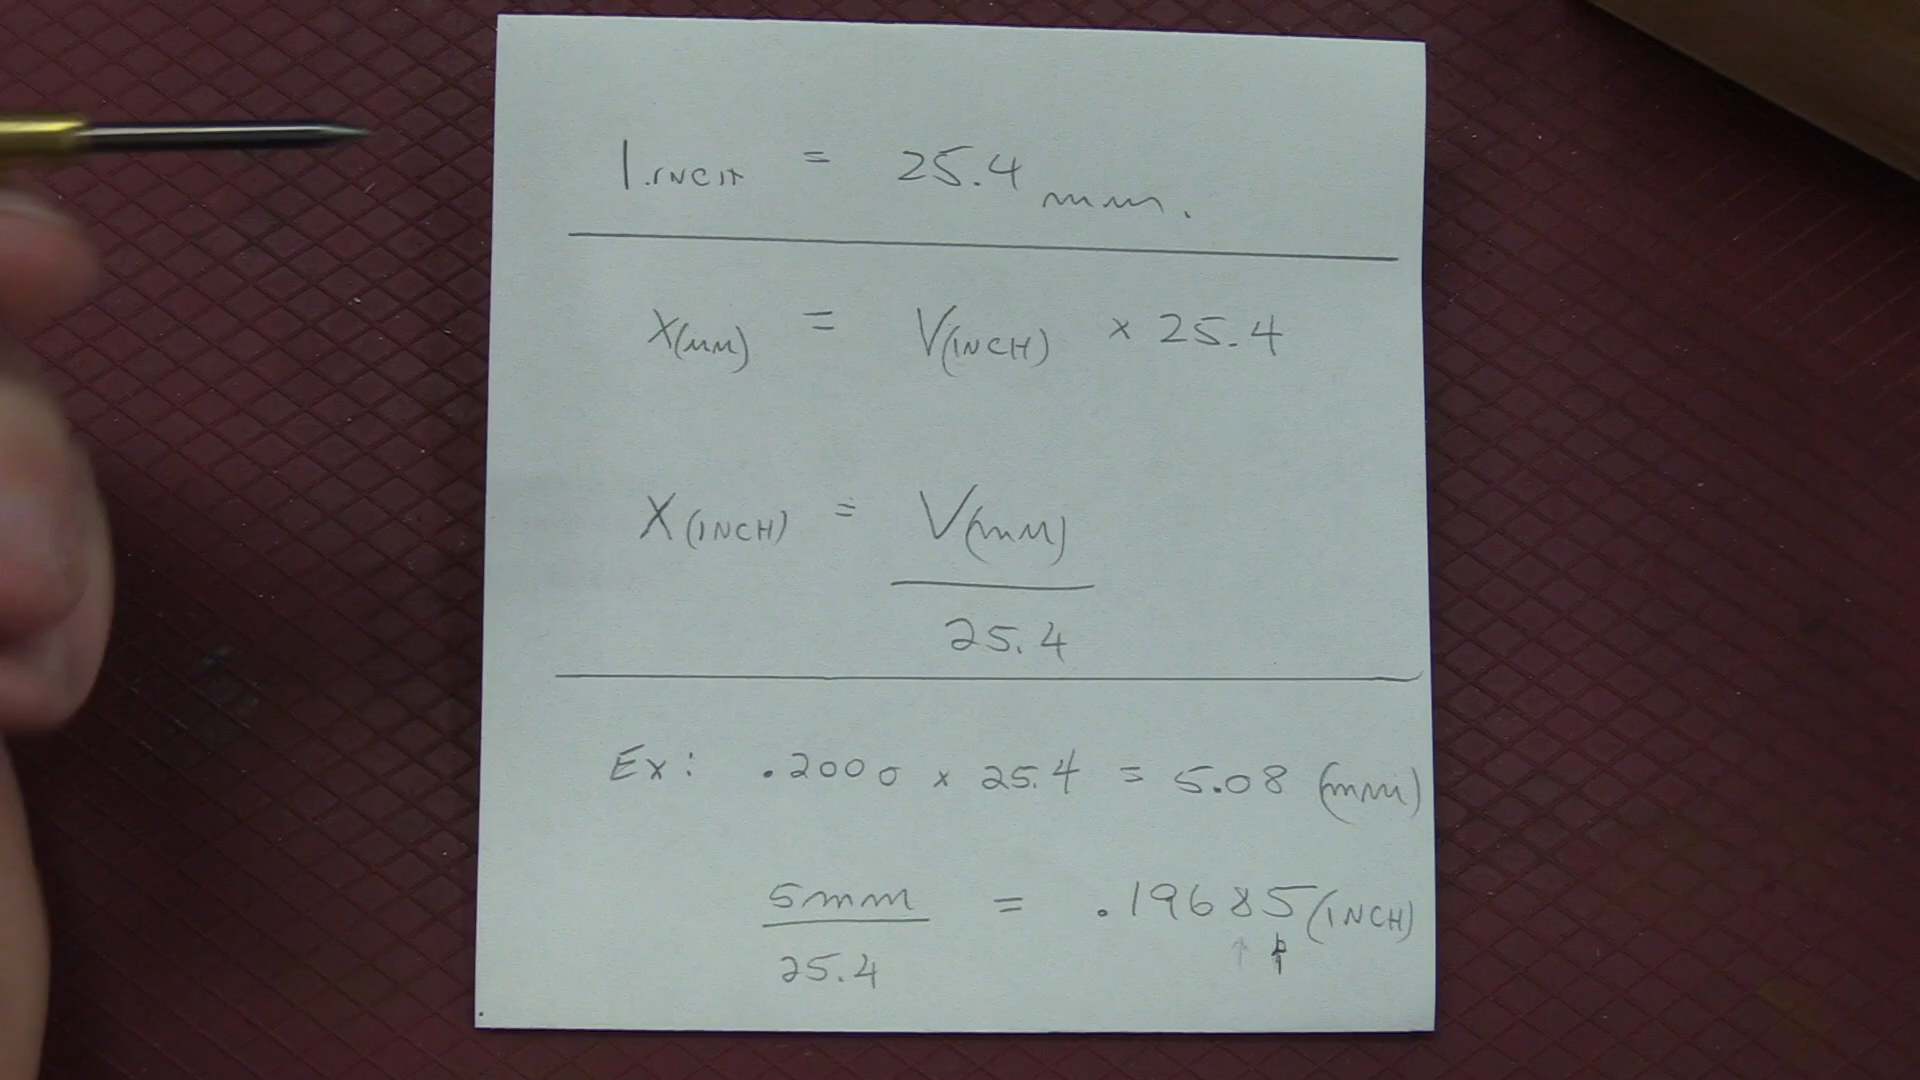 1 INCH = 25.4 mm.
X(MM) = V(INCH) × 25.4
X(INCH) = V(MM)
25.4
Ex: .2000 × 25.4 = 5.08 (mm)
5mm = .19685 (INCH)
25.4